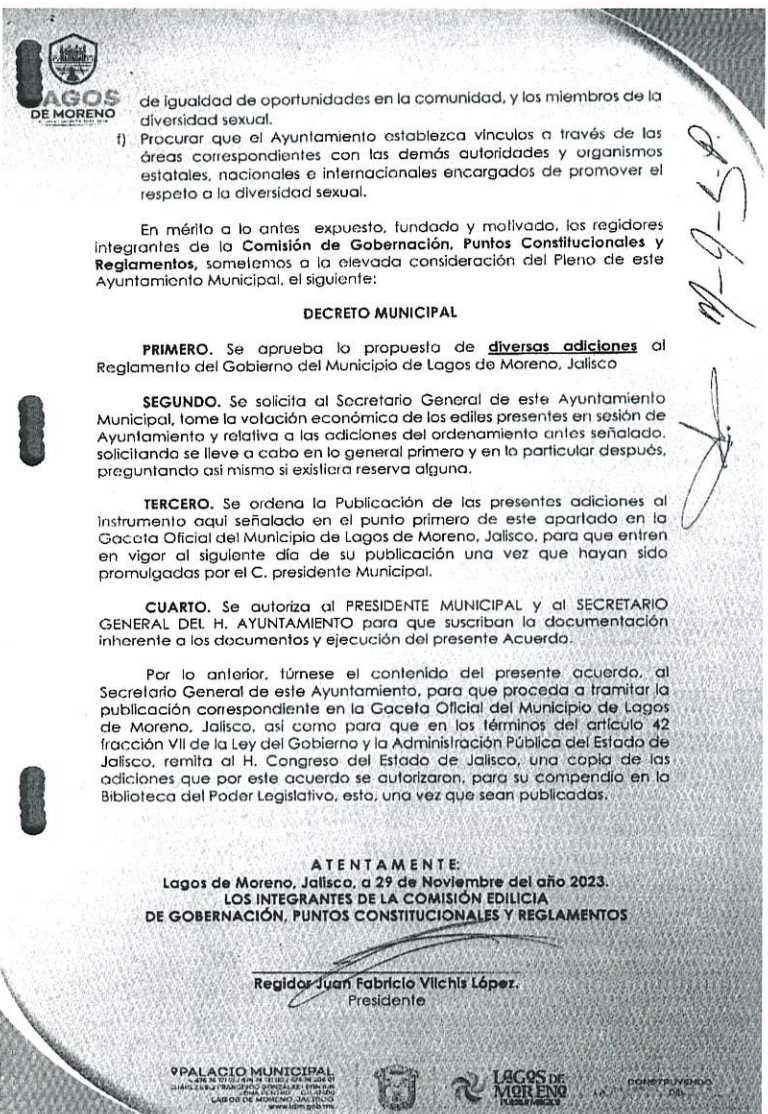 LAGOS
DE MORENO
de igualdad de oportunidades en la comunidad, y los miembros de la
diversidad sexual.
f) Procurar que el Ayuntamiento establezca vínculos a través de las
áreas correspondientes con las demás autoridades y organismos
estatales, nacionales e internacionales encargados de promover el
respeto a la diversidad sexual.
En mérito a lo antes expuesto, fundado y motivado, los regidores
integrantes de la Comisión de Gobernación, Puntos Constitucionales y
Reglamentos, sometemos a la elevada consideración del Pleno de este
Ayuntamiento Municipal, el siguiente:
DECRETO MUNICIPAL
PRIMERO. Se aprueba la propuesta de diversas adiciones al
Reglamento del Gobierno del Municipio de Lagos de Moreno, Jalisco
SEGUNDO. Se solicita al Secretario General de este Ayuntamiento
Municipal, tome la votación económica de los ediles presentes en sesión de
Ayuntamiento y relativa a las adiciones del ordenamiento antes señalado,
solicitando se lleve a cabo en lo general primero y en lo particular después,
preguntando asi mismo si existiera reserva alguna.
TERCERO. Se ordena la Publicación de las presentes adiciones al
instrumento aquí señalado en el punto primero de este apartado en la
Gaceta Oficial del Municipio de Lagos de Moreno, Jalisco, para que entren
en vigor al siguiente día de su publicación una vez que hayan sido
promulgadas por el C. presidente Municipal.
CUARTO. Se autoriza al PRESIDENTE MUNICIPAL y al SECRETARIO
GENERAL DEL H. AYUNTAMIENTO para que suscriban la documentación
inherente a los documentos y ejecución del presente Acuerdo.
Por lo anterior, túrnese el contenido del presente acuerdo, al
Secretario General de este Ayuntamiento, para que proceda a tramitar la
publicación correspondiente en la Gaceta Oficial del Municipio de Lagos
de Moreno, Jalisco, así como para que en los términos del artículo 42
fracción VII de la Ley del Gobierno y la Administración Pública del Estado de
Jalisco, remita al H. Congreso del Estado de Jalisco, una copia de las
adiciones que por este acuerdo se autorizaron, para su compendio en la
Biblioteca del Poder Legislativo, esto, una vez que sean publicadas.
ATENTAMENTE:
Lagos de Moreno, Jalisco, a 29 de Noviembre del año 2023.
LOS INTEGRANTES DE LA COMISIÓN EDILICIA
DE GOBERNACIÓN, PUNTOS CONSTITUCIONALES Y REGLAMENTOS
Regidor Juan Fabricio Vilchis López.
Presidente
PALACIO MUNICIPAL
LAGOS DE MORENO, JALISCO
www.ldm.gob.mx
LAGOS DE
MORENO
PUEBLO MÁGICO
CONSTRUYENDO